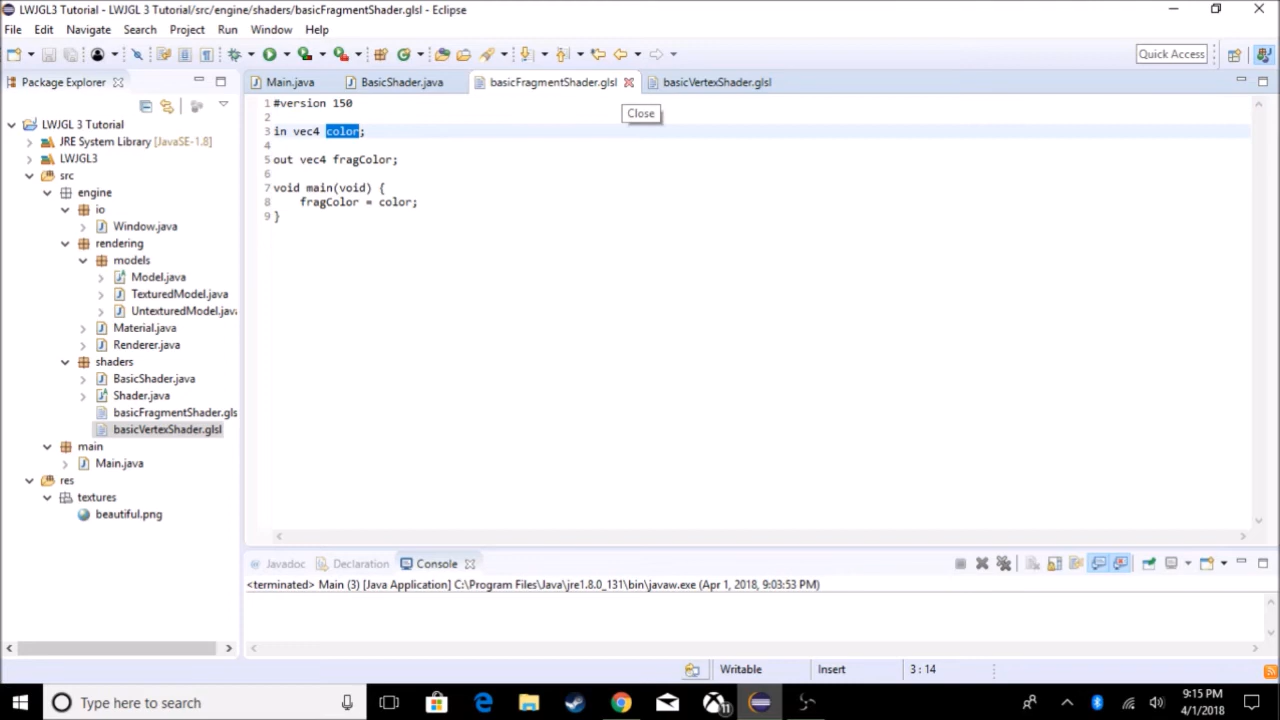 LWJGL3 Tutorial - LWJGL 3 Tutorial/src/engine/shaders/basicFragmentShader.glsl - Eclipse
File Edit Navigate Search Project Run Window Help
Quick Access
Package Explorer
Main.java BasicShader.java basicFragmentShader.glsl basicVertexShader.glsl
Close
LWJGL 3 Tutorial
JRE System Library [JavaSE-1.8]
LWJGL3
src
engine
io
Window.java
rendering
models
Model.java
TexturedModel.java
UntexturedModel.java
Material.java
Renderer.java
shaders
BasicShader.java
Shader.java
basicFragmentShader.gls
basicVertexShader.glsl
main
Main.java
res
textures
beautiful.png
1 #version 150
2
3 in vec4 color;
4
5 out vec4 fragColor;
6
7 void main(void) {
8 fragColor = color;
9 }
Javadoc Declaration Console
<terminated> Main (3) [Java Application] C:\Program Files\Java\jre1.8.0_131\bin\javaw.exe (Apr 1, 2018, 9:03:53 PM)
Writable Insert 3 : 14
Type here to search
11
9:15 PM
4/1/2018